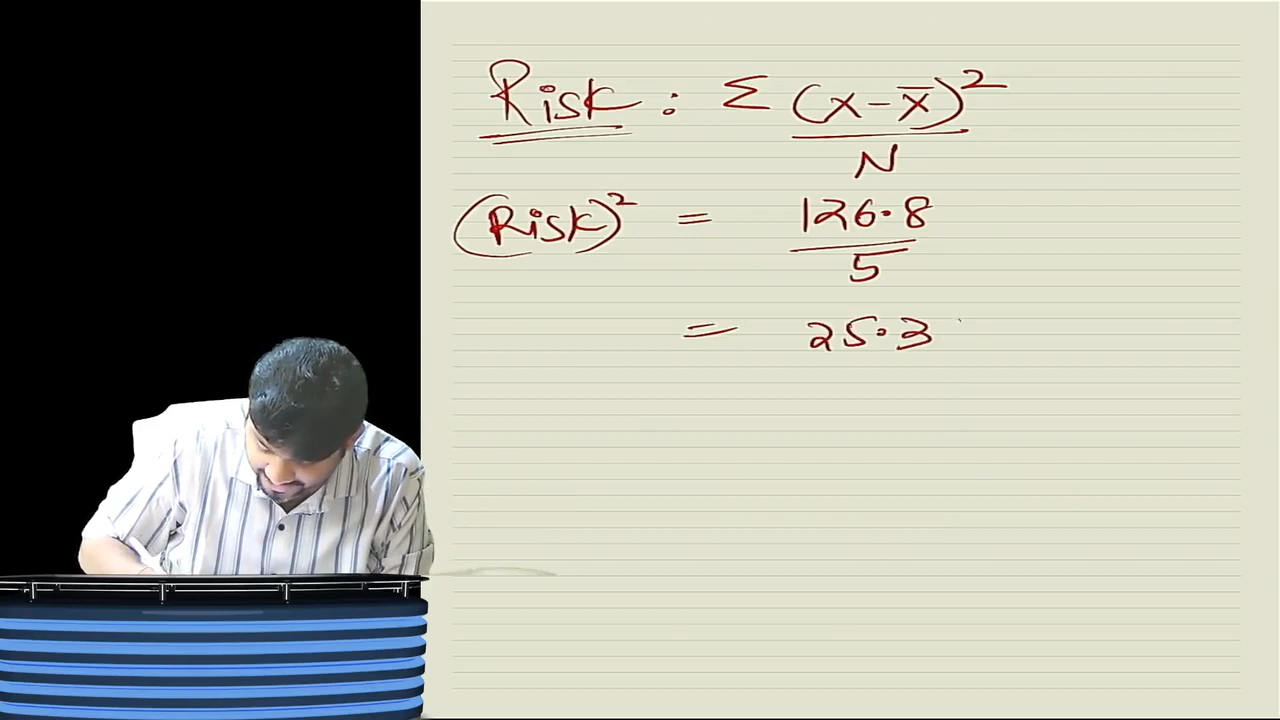 Risk : Σ (x-x̄)²
N
(Risk)² = 126.8
5
= 25.3